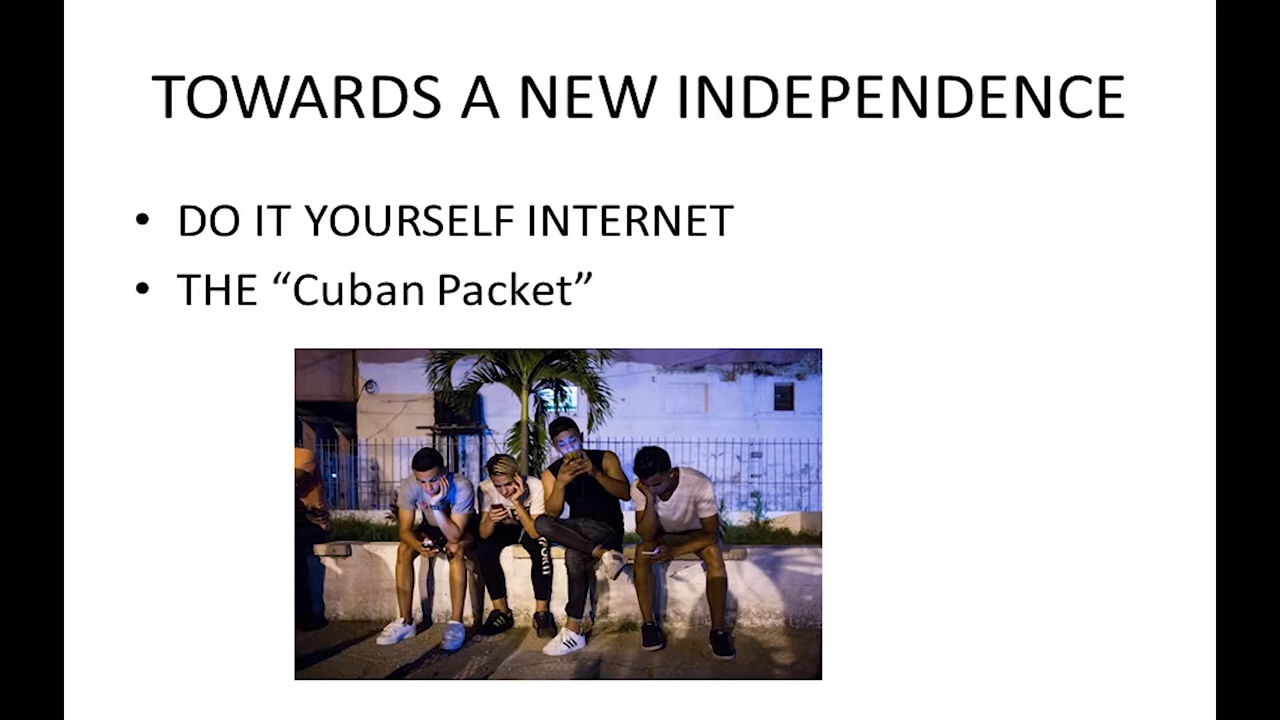 TOWARDS A NEW INDEPENDENCE
• DO IT YOURSELF INTERNET
• THE “Cuban Packet”